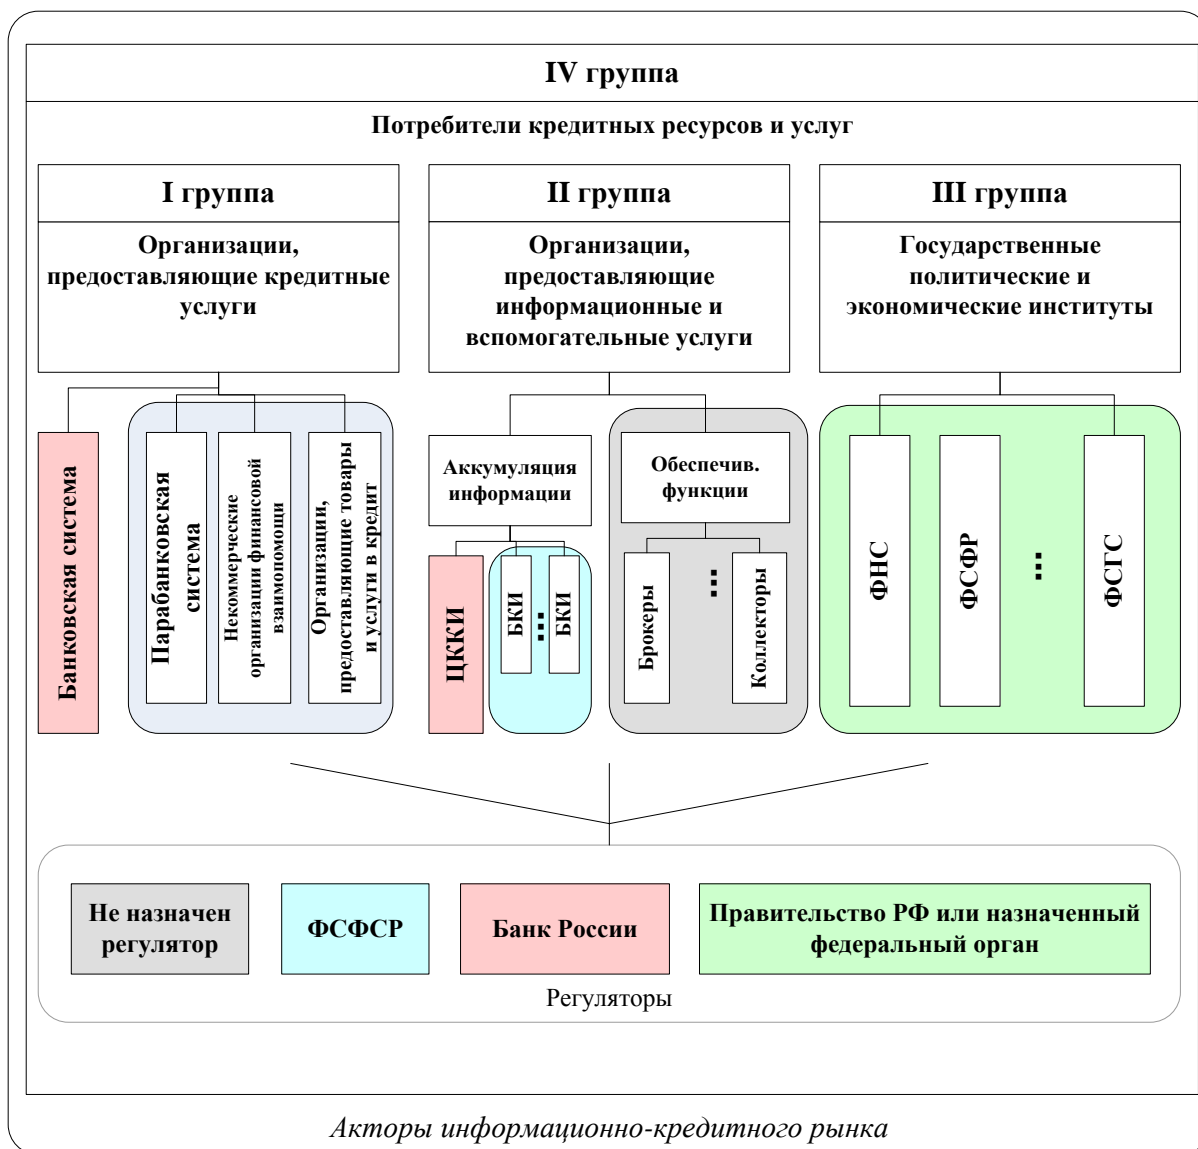 IV группа
Потребители кредитных ресурсов и услуг
I группа
Организации,
предоставляющие кредитные
услуги
II группа
Организации,
предоставляющие
информационные и
вспомогательные услуги
III группа
Государственные
политические и
экономические институты
Банковская система
Парабанковская
система
Некоммерческие
организации финансовой
взаимопомощи
Организации,
предоставляющие товары
и услуги в кредит
Аккумуляция
информации
ЦККИ
БКИ
...
БКИ
Обеспечив.
функции
Брокеры
...
Коллекторы
ФНС
ФСФР
...
ФСГС
Не назначен
регулятор
ФСФСР
Банк России
Правительство РФ или назначенный
федеральный орган
Регуляторы
Акторы информационно-кредитного рынка